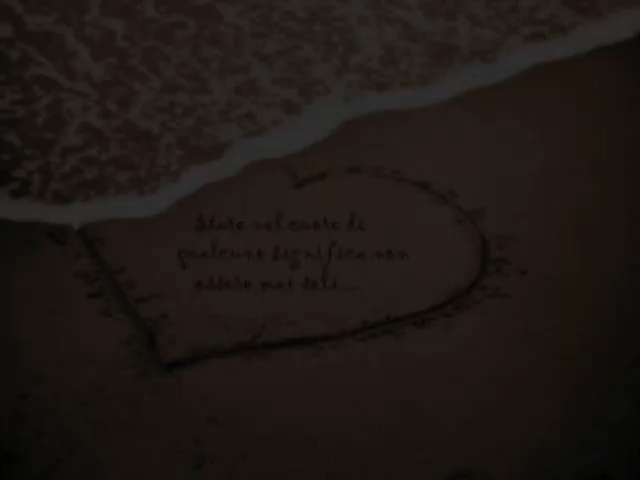 Stare nel cuore di
qualcuno significa non
essere mai soli....